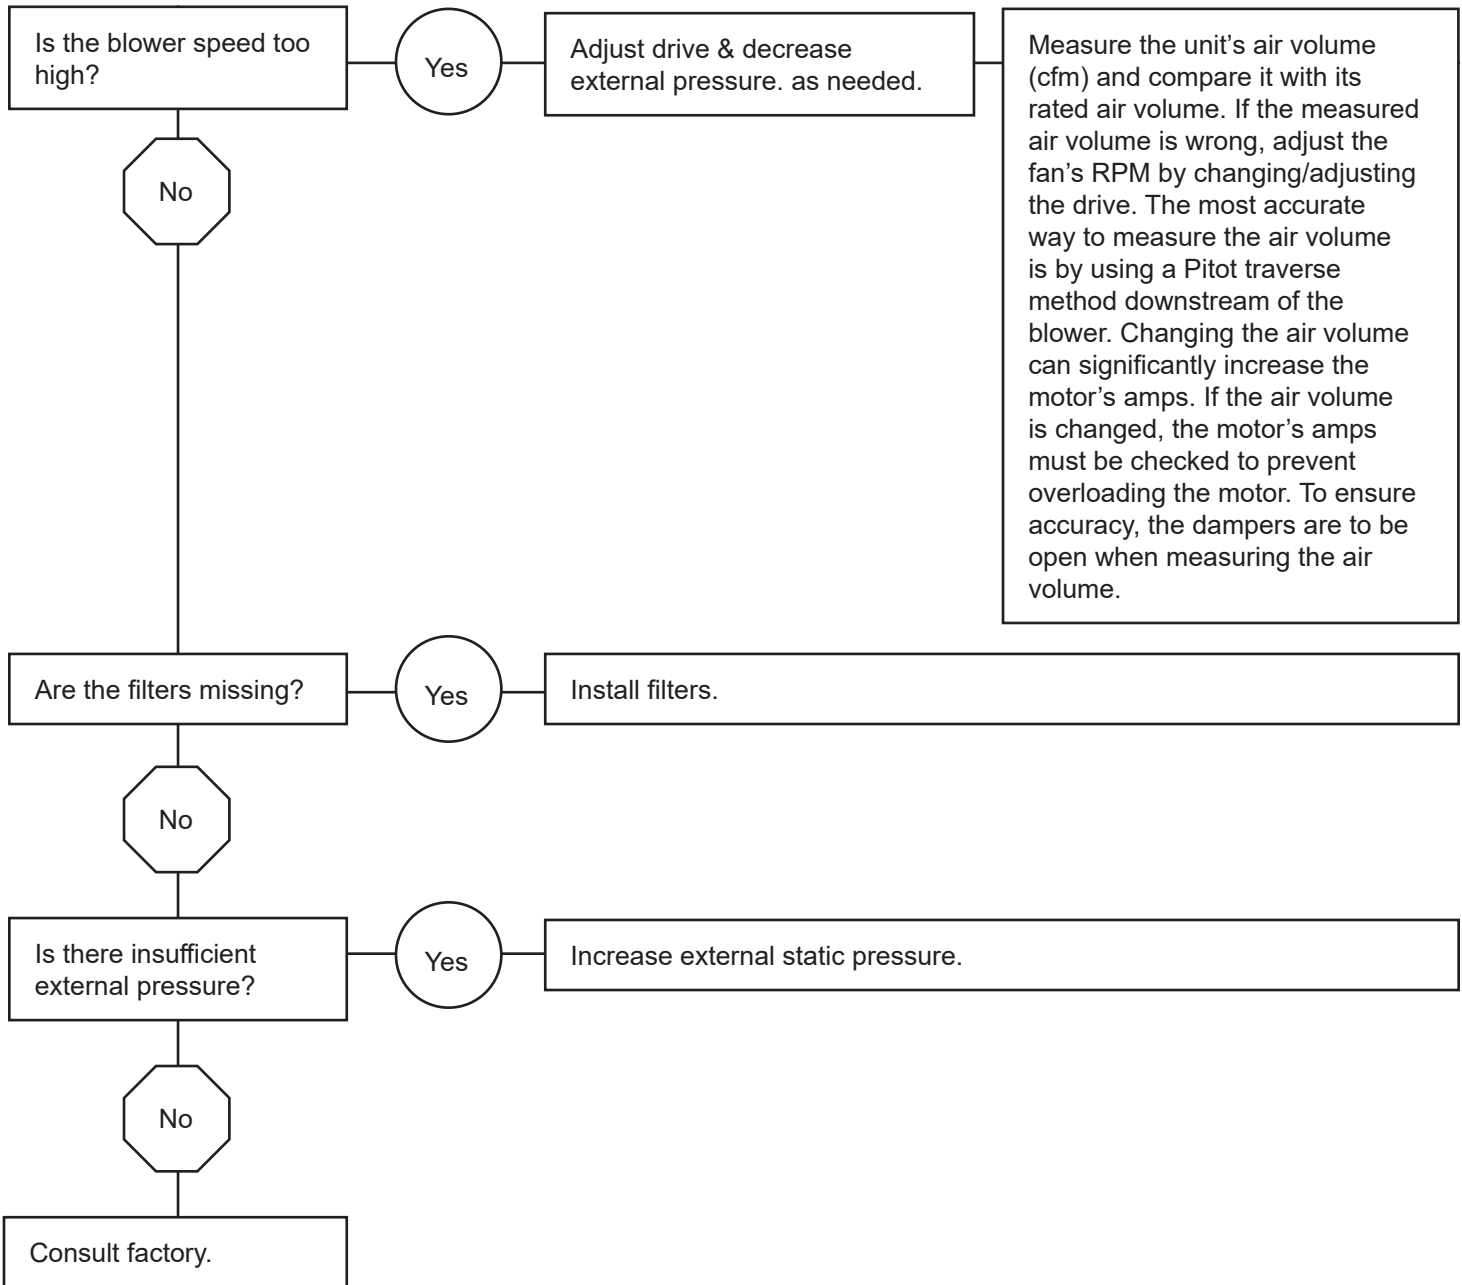 Is the blower speed too
high?
Yes
Adjust drive & decrease
external pressure. as needed.
Measure the unit’s air volume
(cfm) and compare it with its
rated air volume. If the measured
air volume is wrong, adjust the
fan’s RPM by changing/adjusting
the drive. The most accurate
way to measure the air volume
is by using a Pitot traverse
method downstream of the
blower. Changing the air volume
can significantly increase the
motor’s amps. If the air volume
is changed, the motor’s amps
must be checked to prevent
overloading the motor. To ensure
accuracy, the dampers are to be
open when measuring the air
volume.
No
Are the filters missing?
Yes
Install filters.
No
Is there insufficient
external pressure?
Yes
Increase external static pressure.
No
Consult factory.